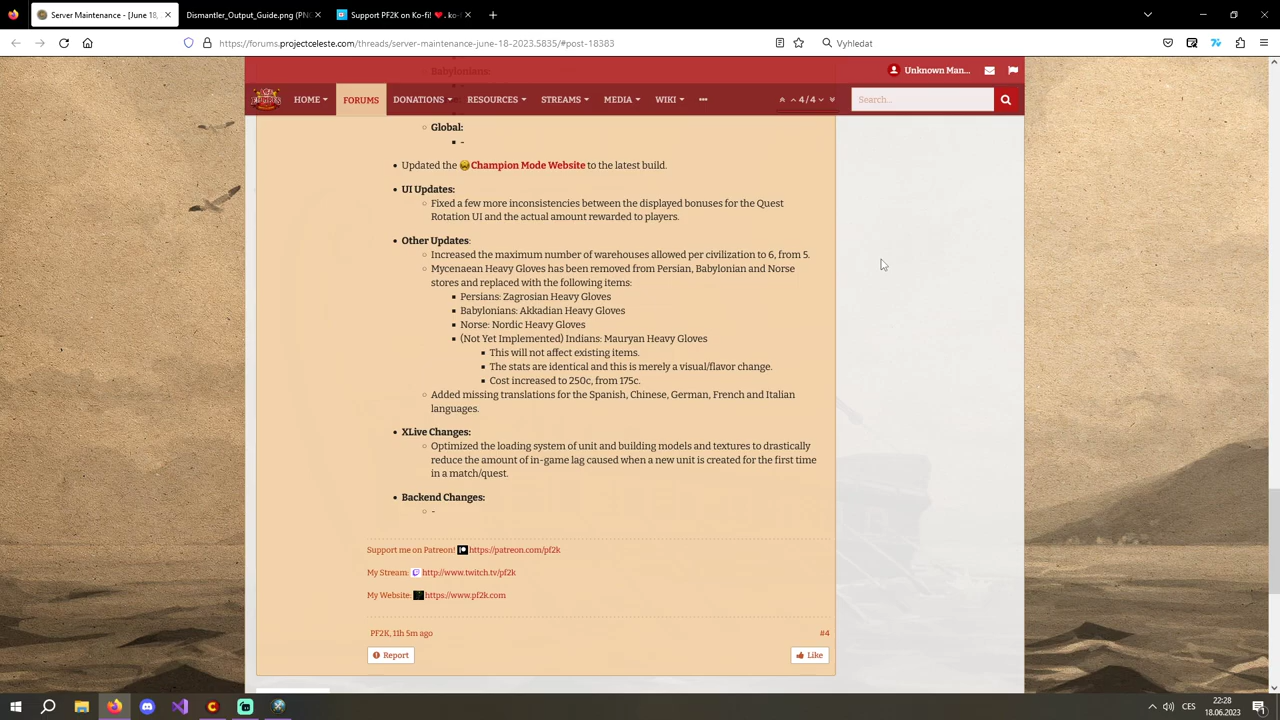 Server Maintenance - [June 18,
Dismantler_Output_Guide.png (PNG
Support PF2K on Ko-fi! ❤. ko-f
https://forums.projectceleste.com/threads/server-maintenance-june-18-2023.5835/#post-18383
Vyhledat
Babylonians:
Unknown Man...
HOME
FORUMS
DONATIONS
RESOURCES
STREAMS
MEDIA
WIKI
4 / 4
Search...
Global:
-
Updated the Champion Mode Website to the latest build.
UI Updates:
Fixed a few more inconsistencies between the displayed bonuses for the Quest
Rotation UI and the actual amount rewarded to players.
Other Updates:
Increased the maximum number of warehouses allowed per civilization to 6, from 5.
Mycenaean Heavy Gloves has been removed from Persian, Babylonian and Norse
stores and replaced with the following items:
Persians: Zagrosian Heavy Gloves
Babylonians: Akkadian Heavy Gloves
Norse: Nordic Heavy Gloves
(Not Yet Implemented) Indians: Mauryan Heavy Gloves
This will not affect existing items.
The stats are identical and this is merely a visual/flavor change.
Cost increased to 250c, from 175c.
Added missing translations for the Spanish, Chinese, German, French and Italian
languages.
XLive Changes:
Optimized the loading system of unit and building models and textures to drastically
reduce the amount of in-game lag caused when a new unit is created for the first time
in a match/quest.
Backend Changes:
-
Support me on Patreon! https://patreon.com/pf2k
My Stream: http://www.twitch.tv/pf2k
My Website: https://www.pf2k.com
PF2K, 11h 5m ago
#4
Report
Like
CES
22:28
18.06.2023